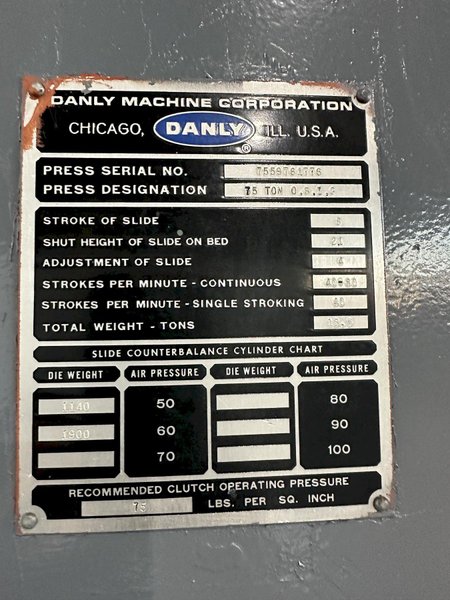 DANLY MACHINE CORPORATION
CHICAGO, DANLY ® ILL. U.S.A.
PRESS SERIAL NO.
PRESS DESIGNATION 75 TON O.B.I.
STROKE OF SLIDE
SHUT HEIGHT OF SLIDE ON BED 21
ADJUSTMENT OF SLIDE 4
STROKES PER MINUTE - CONTINUOUS
STROKES PER MINUTE - SINGLE STROKING
TOTAL WEIGHT - TONS
SLIDE COUNTERBALANCE CYLINDER CHART
DIE WEIGHT AIR PRESSURE DIE WEIGHT AIR PRESSURE
1140 50 80
1900 60 90
70 100
RECOMMENDED CLUTCH OPERATING PRESSURE
75 LBS. PER SQ. INCH